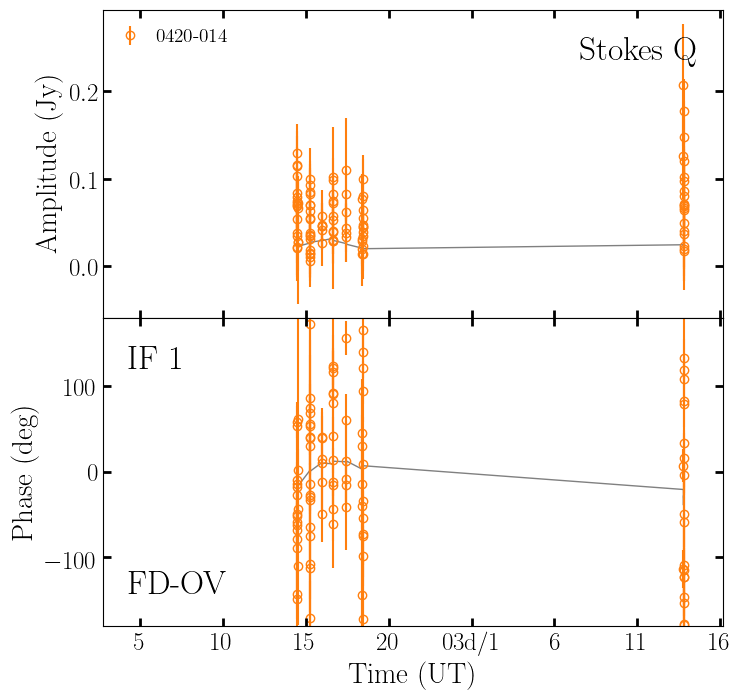 0420-014
Stokes Q
Amplitude (Jy)
0.2
0.1
0.0
IF 1
FD-OV
Phase (deg)
100
0
−100
5 10 15 20 03d/1 6 11 16
Time (UT)